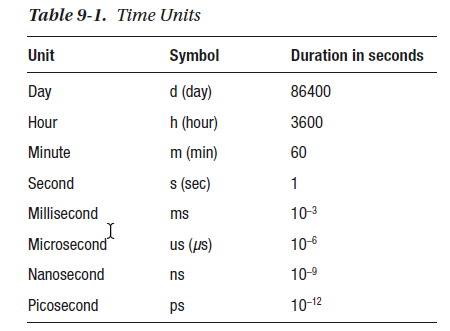 Table 9-1. Time Units
Unit Symbol Duration in seconds
Day d (day) 86400
Hour h (hour) 3600
Minute m (min) 60
Second s (sec) 1
Millisecond ms 10⁻³
Microsecond us (μs) 10⁻⁶
Nanosecond ns 10⁻⁹
Picosecond ps 10⁻¹²